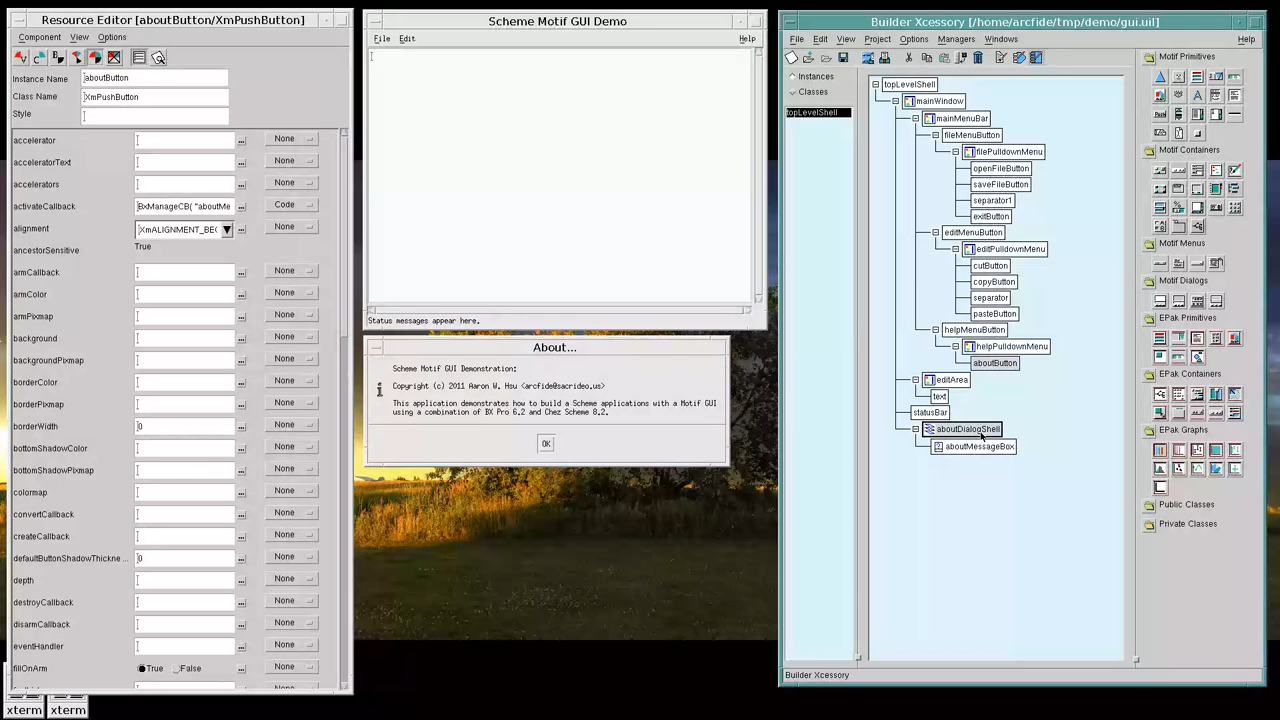 Resource Editor [aboutButton/XmPushButton]
Component View Options
Instance Name aboutButton
Class Name XmPushButton
Style
accelerator None
acceleratorText None
accelerators None
activateCallback BxManageCB( "aboutMe Code
alignment XmALIGNMENT_BE( None
ancestorSensitive True
armCallback None
armColor None
armPixmap None
background None
backgroundPixmap None
borderColor None
borderPixmap None
borderWidth 0 None
bottomShadowColor None
bottomShadowPixmap None
colormap None
convertCallback None
createCallback None
defaultButtonShadowThickne ... 0 None
depth None
destroyCallback None
disarmCallback None
eventHandler None
fillOnArm True False None
xterm xterm
Scheme Motif GUI Demo
File Edit Help
Status messages appear here.
About...
Scheme Motif GUI Demonstration:
Copyright (c) 2011 Aaron W. Hsu <arcfide@sacrideo.us>
This application demonstrates how to build a Scheme applications with a Motif GUI
using a combination of BX Pro 6.2 and Chez Scheme 8.2.
OK
Builder Xcessory [/home/arcfide/tmp/demo/gui.uil]
File Edit View Project Options Managers Windows Help
Instances
Classes
topLevelShell
topLevelShell
mainWindow
mainMenuBar
fileMenuButton
filePulldownMenu
openFileButton
saveFileButton
separator1
exitButton
editMenuButton
editPulldownMenu
cutButton
copyButton
separator
pasteButton
helpMenuButton
helpPulldownMenu
aboutButton
editArea
text
statusBar
aboutDialogShell
aboutMessageBox
Motif Primitives
Motif Containers
Motif Menus
Motif Dialogs
EPak Primitives
EPak Containers
EPak Graphs
Public Classes
Private Classes
Builder Xcessory